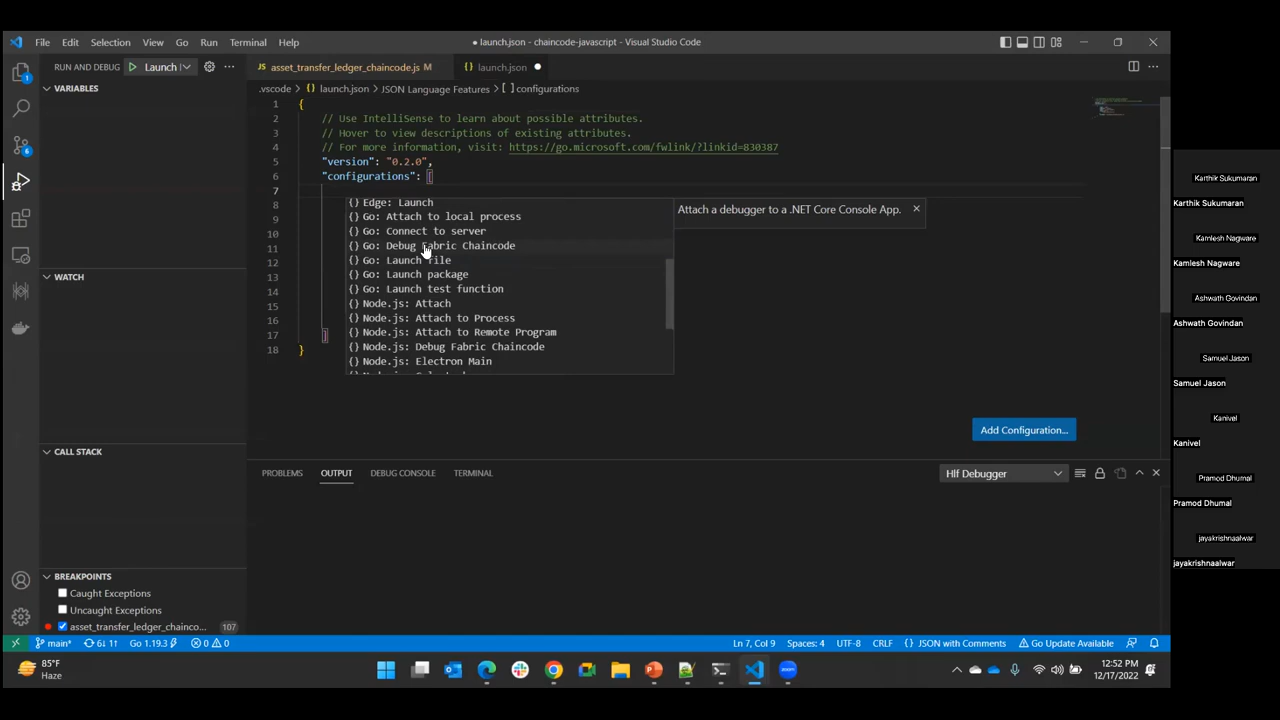 File Edit Selection View Go Run Terminal Help
● launch.json - chaincode-javascript - Visual Studio Code
RUN AND DEBUG Launch
asset_transfer_ledger_chaincode.js M
launch.json
VARIABLES
.vscode > {} launch.json > JSON Language Features > [ ] configurations
1 {
2 // Use IntelliSense to learn about possible attributes.
3 // Hover to view descriptions of existing attributes.
4 // For more information, visit: https://go.microsoft.com/fwlink/?linkid=830387
5 "version": "0.2.0",
6 "configurations": [
7
8 {} Edge: Launch
Attach a debugger to a .NET Core Console App.
9 {} Go: Attach to local process
10 {} Go: Connect to server
11 {} Go: Debug Fabric Chaincode
12 {} Go: Launch file
13 {} Go: Launch package
14 {} Go: Launch test function
15 {} Node.js: Attach
16 {} Node.js: Attach to Process
17 ] {} Node.js: Attach to Remote Program
18 } {} Node.js: Debug Fabric Chaincode
{} Node.js: Electron Main
WATCH
Add Configuration...
CALL STACK
PROBLEMS OUTPUT DEBUG CONSOLE TERMINAL
Hlf Debugger
BREAKPOINTS
Caught Exceptions
Uncaught Exceptions
asset_transfer_ledger_chainco... 107
main* 6↓ 1↑ Go 1.19.3 0 0
Ln 7, Col 9 Spaces: 4 UTF-8 CRLF {} JSON with Comments Go Update Available
85°F
Haze
12:52 PM
12/17/2022
Karthik Sukumaran
Karthik Sukumaran
Kamlesh Nagware
Kamlesh Nagware
Ashwath Govindan
Ashwath Govindan
Samuel Jason
Samuel Jason
Kanivel
Kanivel
Pramod Dhumal
Pramod Dhumal
jayakrishnaalwar
jayakrishnaalwar